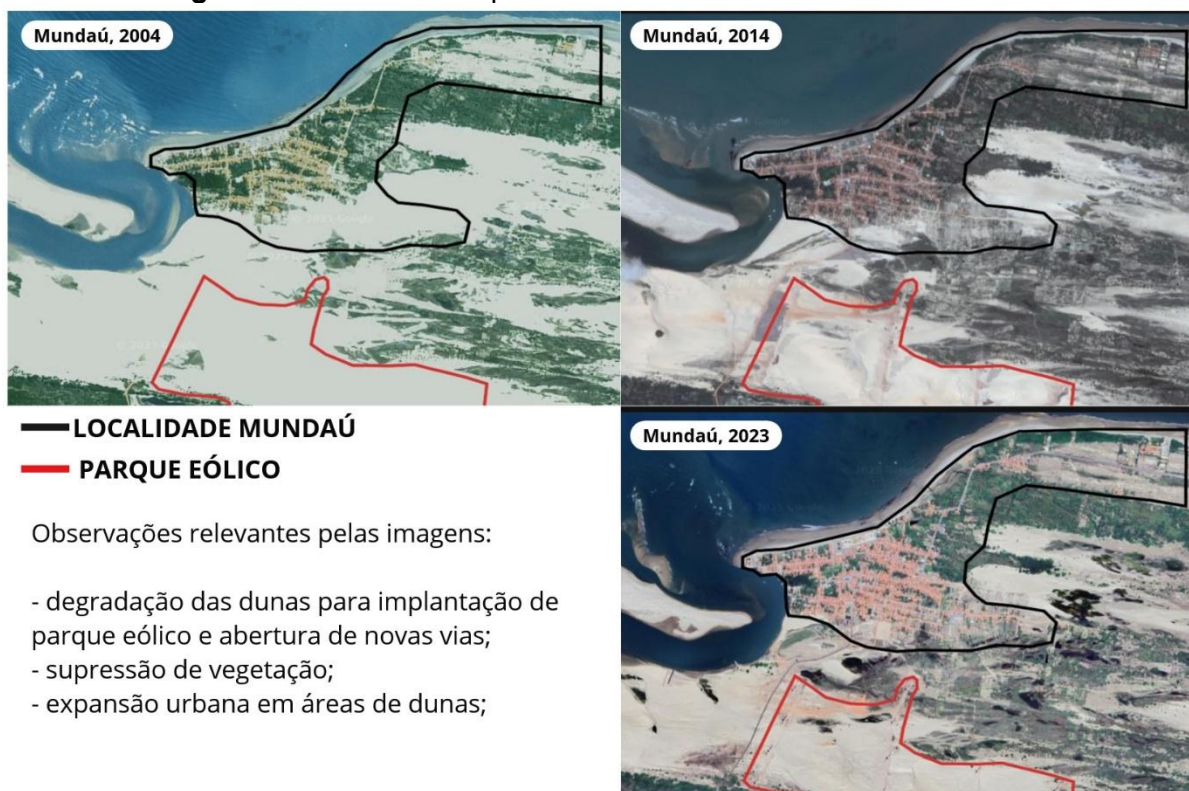 Mundaú, 2004
Mundaú, 2014
LOCALIDADE MUNDAÚ
PARQUE EÓLICO
Observações relevantes pelas imagens:
- degradação das dunas para implantação de
parque eólico e abertura de novas vias;
- supressão de vegetação;
- expansão urbana em áreas de dunas;
Mundaú, 2023